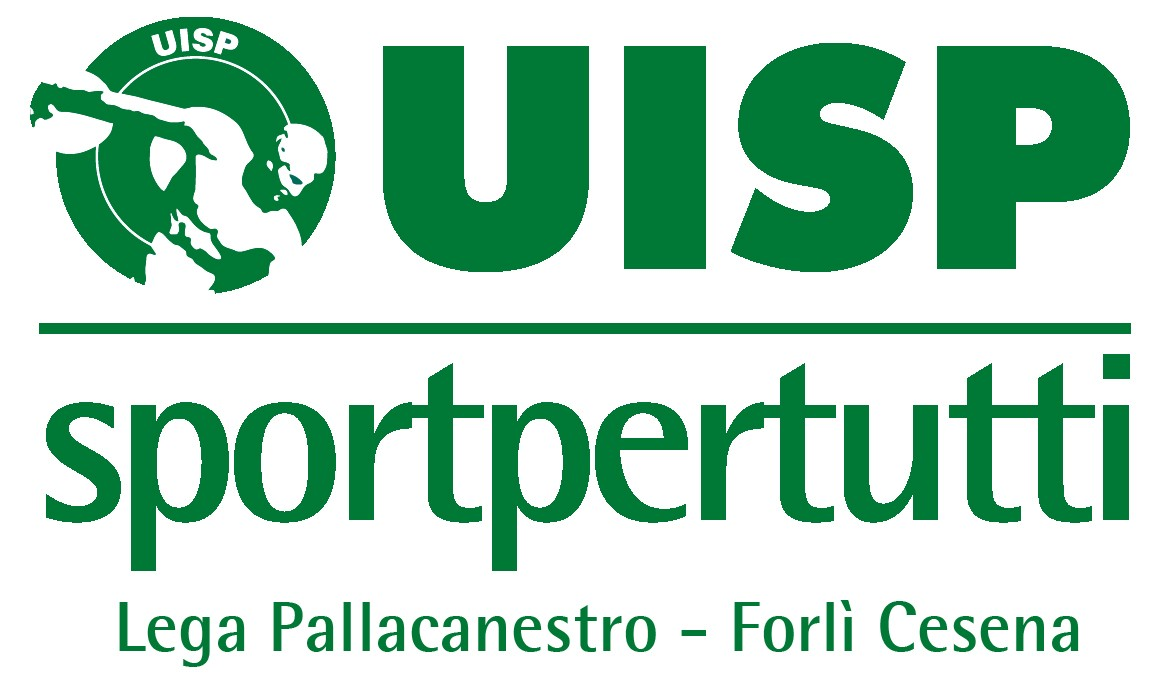 UISP
UISP
sportpertutti
Lega Pallacanestro - Forlì Cesena